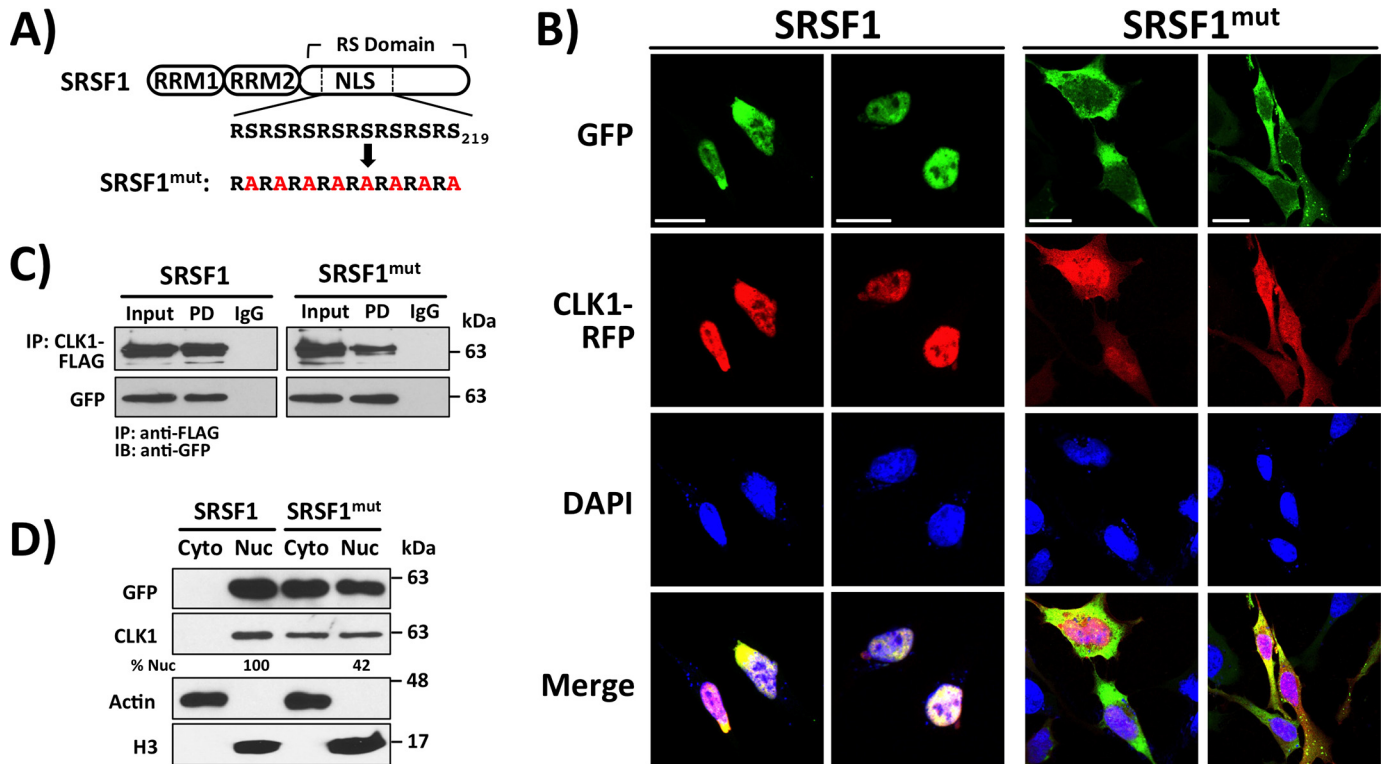 A)
RS Domain
SRSF1
RRM1 RRM2 NLS
RSRSRSRSRSRSRSRS219
SRSF1mut: RARARARARARARARA
B)
SRSF1 SRSF1mut
GFP
CLK1-
RFP
DAPI
Merge
C)
SRSF1 SRSF1mut
Input PD IgG Input PD IgG kDa
IP: CLK1-
FLAG
63
GFP 63
IP: anti-FLAG
IB: anti-GFP
D)
SRSF1 SRSF1mut
Cyto Nuc Cyto Nuc kDa
GFP 63
CLK1 63
% Nuc 100 42
Actin 48
H3 17